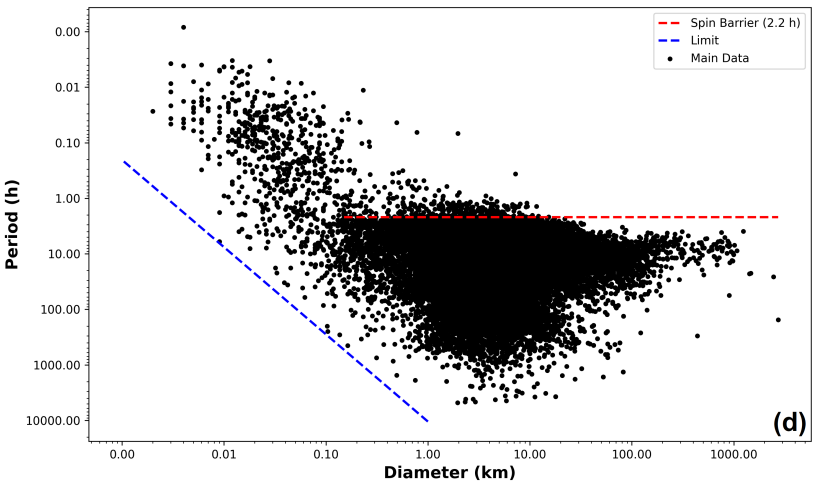 Spin Barrier (2.2 h)
Limit
Main Data
Period (h)
0.00
0.01
0.10
1.00
10.00
100.00
1000.00
10000.00
(d)
0.00 0.01 0.10 1.00 10.00 100.00 1000.00
Diameter (km)